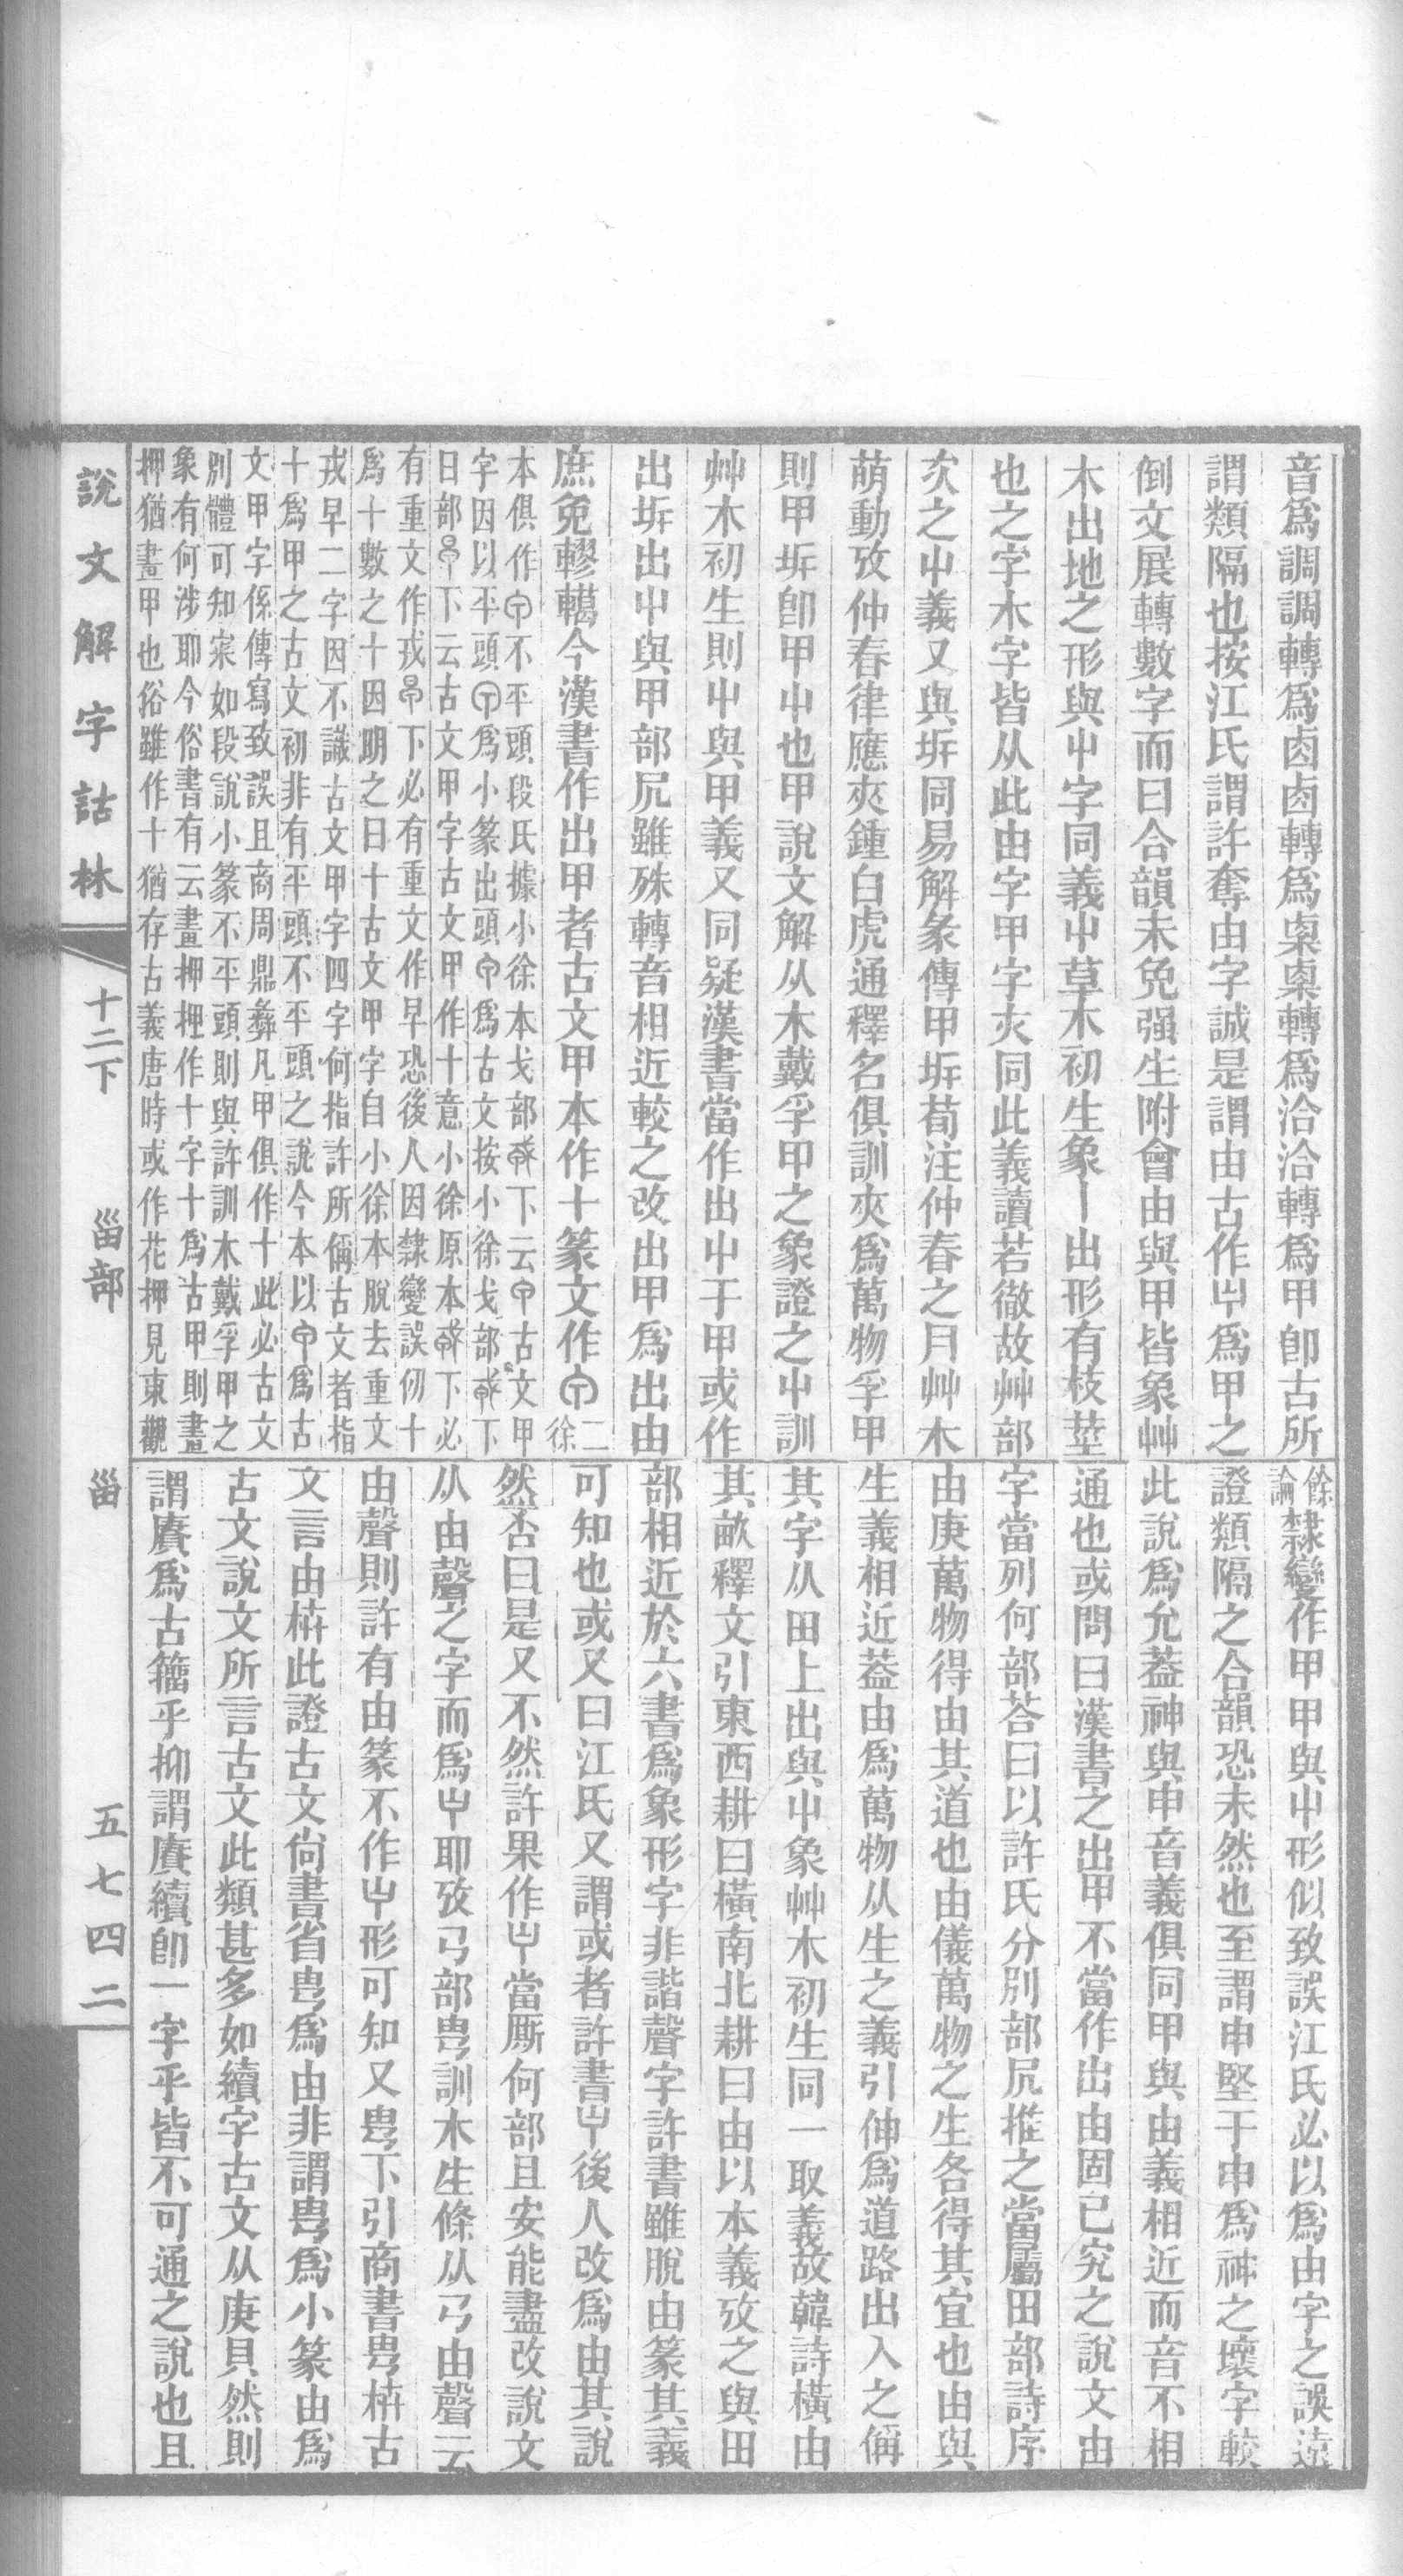 音爲調調轉爲卤卤轉爲㮚㮚轉爲洽洽轉爲甲卽古所
謂類隔也按江氏謂許奪由字誠是謂由古作爲甲之
倒文展轉數字而曰合韻未免强生附會由與甲皆象艸
木出地之形與屮字同義屮草木初生象丨出形有枝莖
也之字木字皆从此由字甲字亦同此義讀若徹故艸部
次之屮義又與坼同易解彖傳甲坼荀注仲春之月艸木
萌動攷仲春律應夾鍾白虎通釋名俱訓夾爲萬物孚甲
則甲坼卽甲屮也甲說文解从木戴孚甲之象證之屮訓
艸木初生則屮與甲義又同疑漢書當作出屮于甲或作
出坼出屮與甲部凥雖殊轉音相近較之改出甲爲出由
庶免轇轕今漢書作出甲者古文甲本作十篆文作
二徐
本俱作不平頭段氏據小徐本戈部下云古文甲
字因以平頭爲小篆出頭爲古文按小徐戈部下
日部下云古文甲字古文甲作十意小徐原本下必
有重文作戎下必有重文作早恐後人因隸變誤仞十
爲十數之十因明之曰十古文甲字自小徐本脫去重文
戎早二字因不識古文甲字四字何指許所偁古文者指
十爲甲之古文初非有平頭不平頭之說今本以爲古
文甲字係傳寫致誤且商周鼎彝凡甲俱作十此必古文
別體可知宷如段說小篆不平頭則與許訓木戴孚甲之
象有何涉耶今俗書有云畫押押作十字十爲古甲則畫
押猶畫甲也俗雖作十猶存古義唐時或作花押見東觀
餘論
隸變作甲甲與屮形似致誤江氏必以爲由字之誤遠
證類隔之合韻恐未然也至謂申堅于申爲神之壞字較
此說爲允葢神與申音義俱同甲與由義相近而音不相
通也或問曰漢書之出甲不當作出由固已究之說文由
字當列何部荅曰以許氏分別部凥推之當屬田部詩序
由庚萬物得由其道也由儀萬物之生各得其宜也由與
生義相近葢由爲萬物从生之義引伸爲道路出入之偁
其字从田上出與屮象艸木初生同一取義故韓詩橫由
其畝釋文引東西耕曰橫南北耕曰由以本義攷之與田
部相近於六書爲象形字非諧聲字許書雖脫由篆其義
可知也或又曰江氏又謂或者許書後人改爲由其說
然否曰是又不然許果作當厠何部且安能盡改說文
从由聲之字而爲耶攷㔾部甹訓木生條从㔾由聲云
由聲則許有由篆不作形可知又甹下引商書甹枿古
文言由枿此證古文尙書省甹爲由非謂甹爲小篆由爲
古文說文所言古文此類甚多如續字古文从庚貝然則
謂賡爲古籀乎抑謂賡續卽一字乎皆不可通之說也且
說文解字詁林
十二下
甾部
甾
五七四二